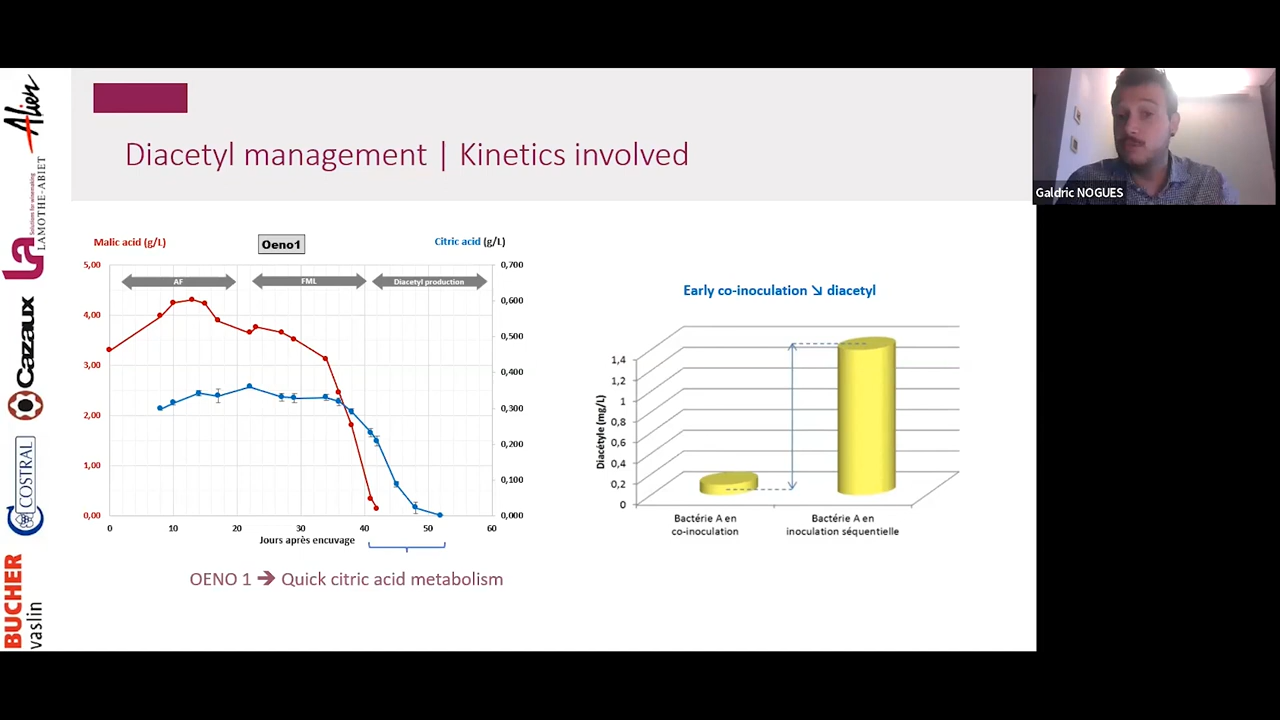 Diacetyl management | Kinetics involved
Galdric NOGUES
Alien
Solutions for winemaking
LAMOTHE-ABIET
Cazaux
COSTRAL
BUCHER
vaslin
Malic acid (g/L)
Oeno1
Citric acid (g/L)
5,00
4,00
3,00
2,00
1,00
0,00
AF
FML
Diacetyl production
0,700
0,600
0,500
0,400
0,300
0,200
0,100
0,000
0 10 20 30 40 50 60
Jours après encuvage
OENO 1 ➔ Quick citric acid metabolism
Early co-inoculation ↘ diacetyl
Diacétyle (mg/L)
1,4
1,2
1
0,8
0,6
0,4
0,2
0
Bactérie A en
co-inoculation
Bactérie A en
inoculation séquentielle